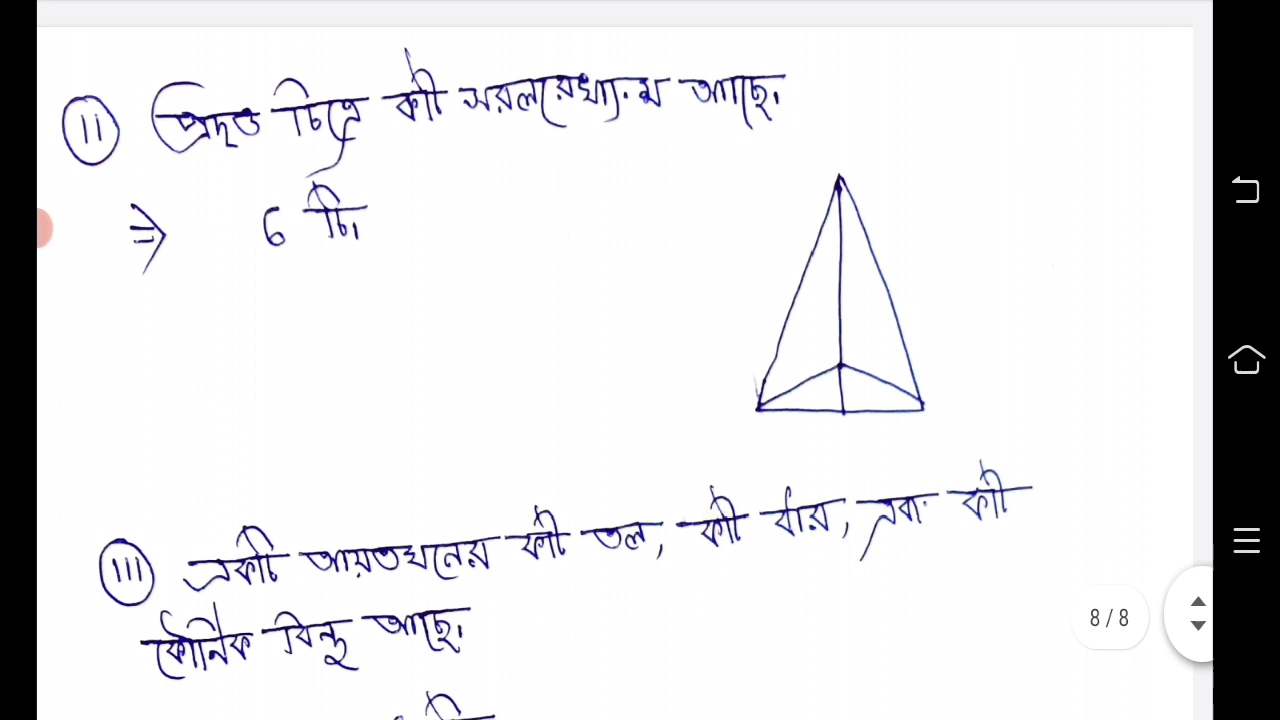 ii প্রদত্ত চিত্রে কটি সরলরেখাংশ আছে।
⇒ 6 টি।
iii একটি আয়তঘনের কটি তল, কটি ধার, এবং কটি
কৌনিক বিন্দু আছে।
8 / 8